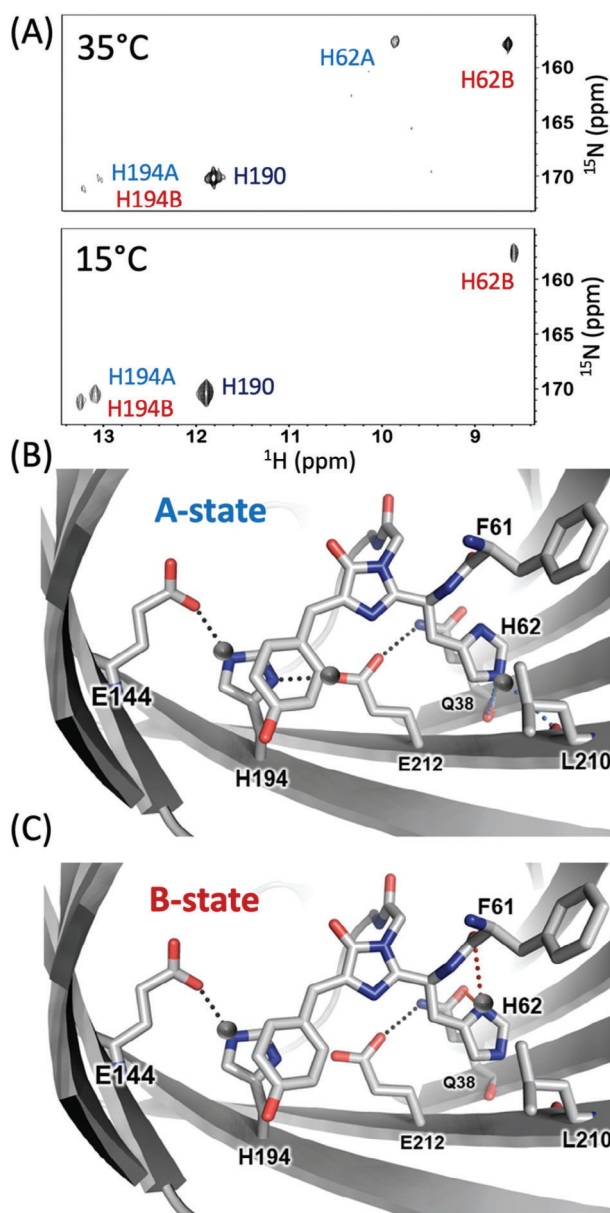 (A)
35°C
H62A
H62B
H194A
H190
H194B
160
165
170
¹⁵N (ppm)
15°C
H62B
H194A
H190
H194B
160
165
170
¹⁵N (ppm)
13 12 11 10 9
¹H (ppm)
(B)
A-state
F61
H62
E144
Q38
H194
E212
L210
(C)
B-state
F61
H62
E144
Q38
H194
E212
L210